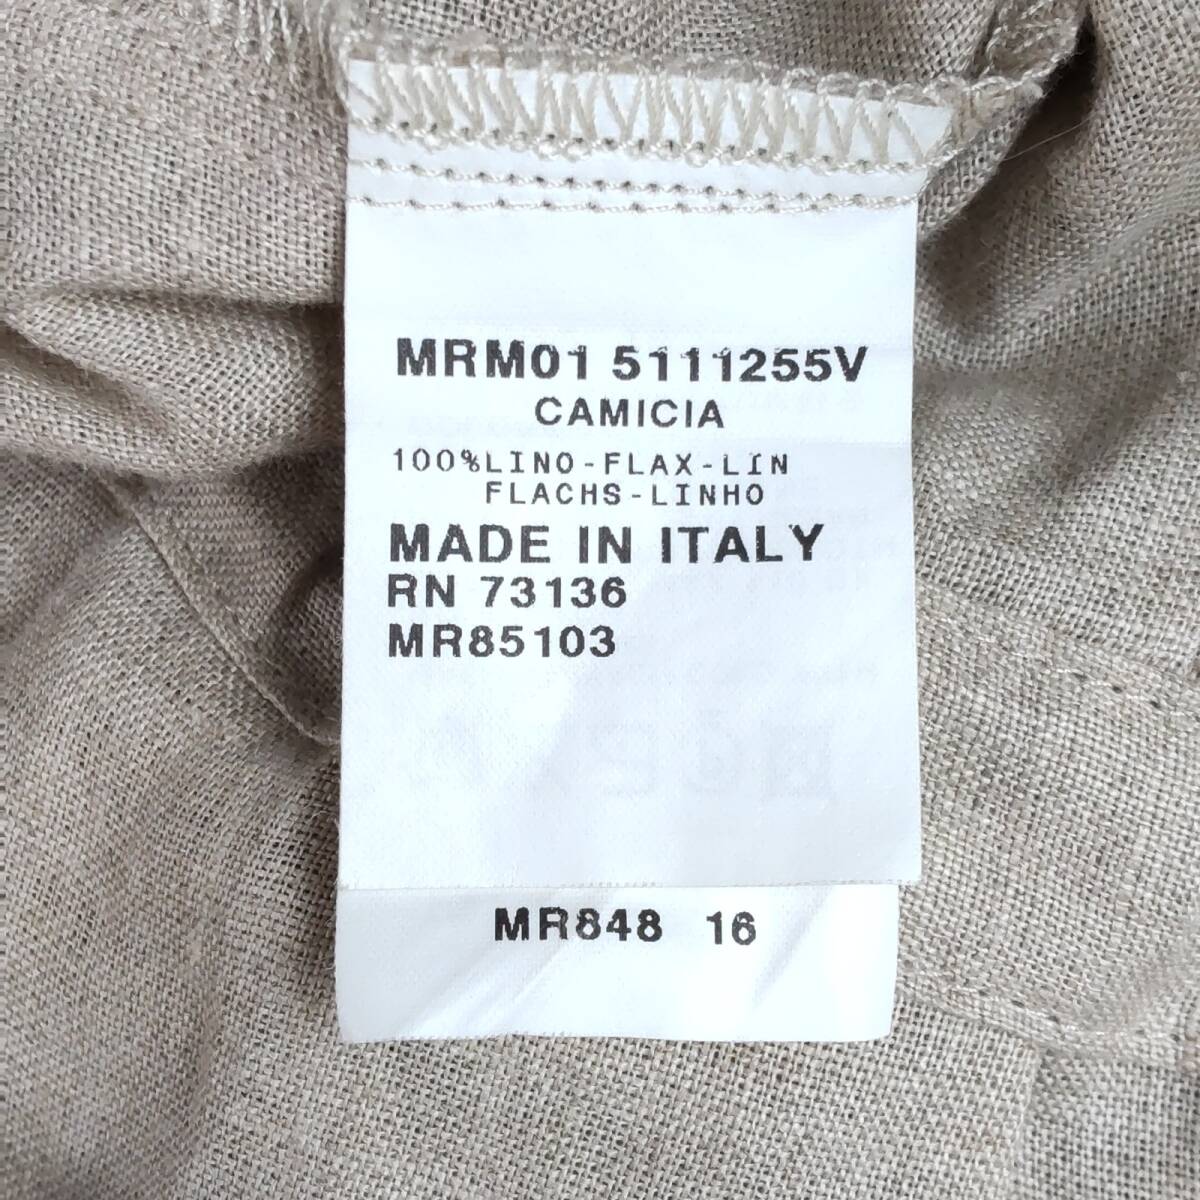 MRM01 5111255V
CAMICIA
100%LINO-FLAX-LIN
FLACHS-LINHO
MADE IN ITALY
RN 73136
MR85103
MR848 16